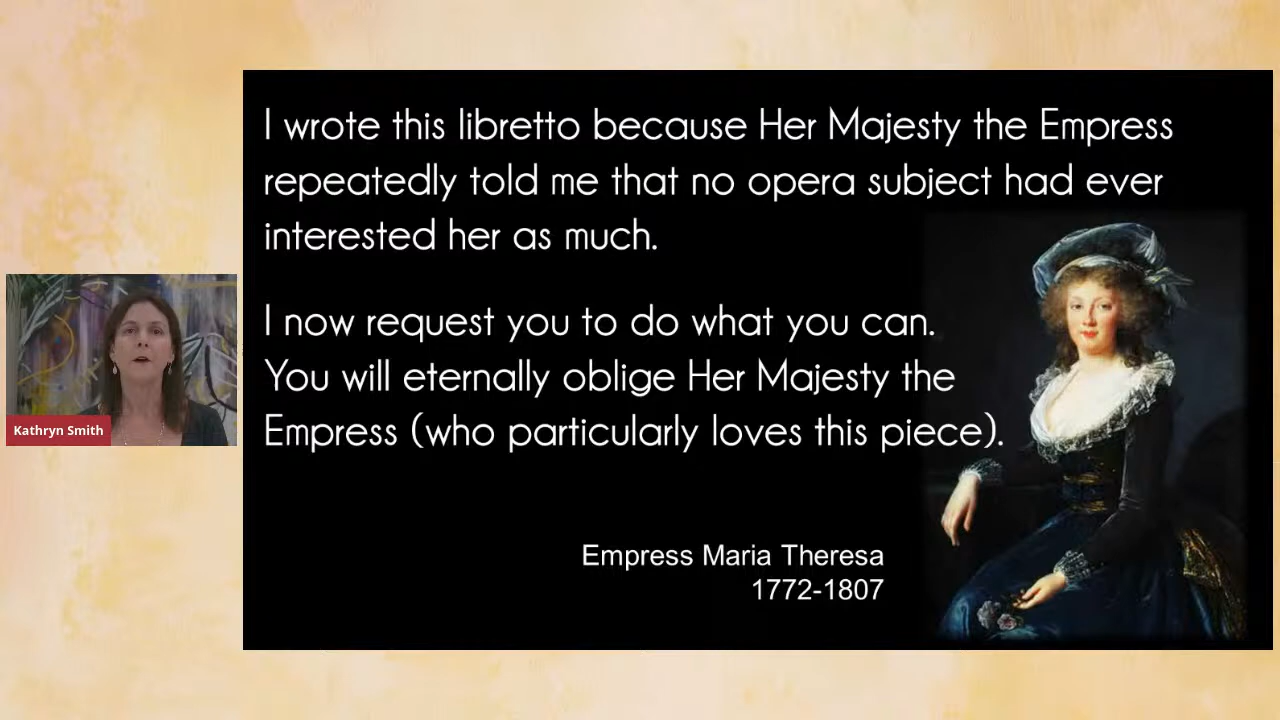 I wrote this libretto because Her Majesty the Empress
repeatedly told me that no opera subject had ever
interested her as much.
I now request you to do what you can.
You will eternally oblige Her Majesty the
Empress (who particularly loves this piece).
Kathryn Smith
Empress Maria Theresa
1772-1807